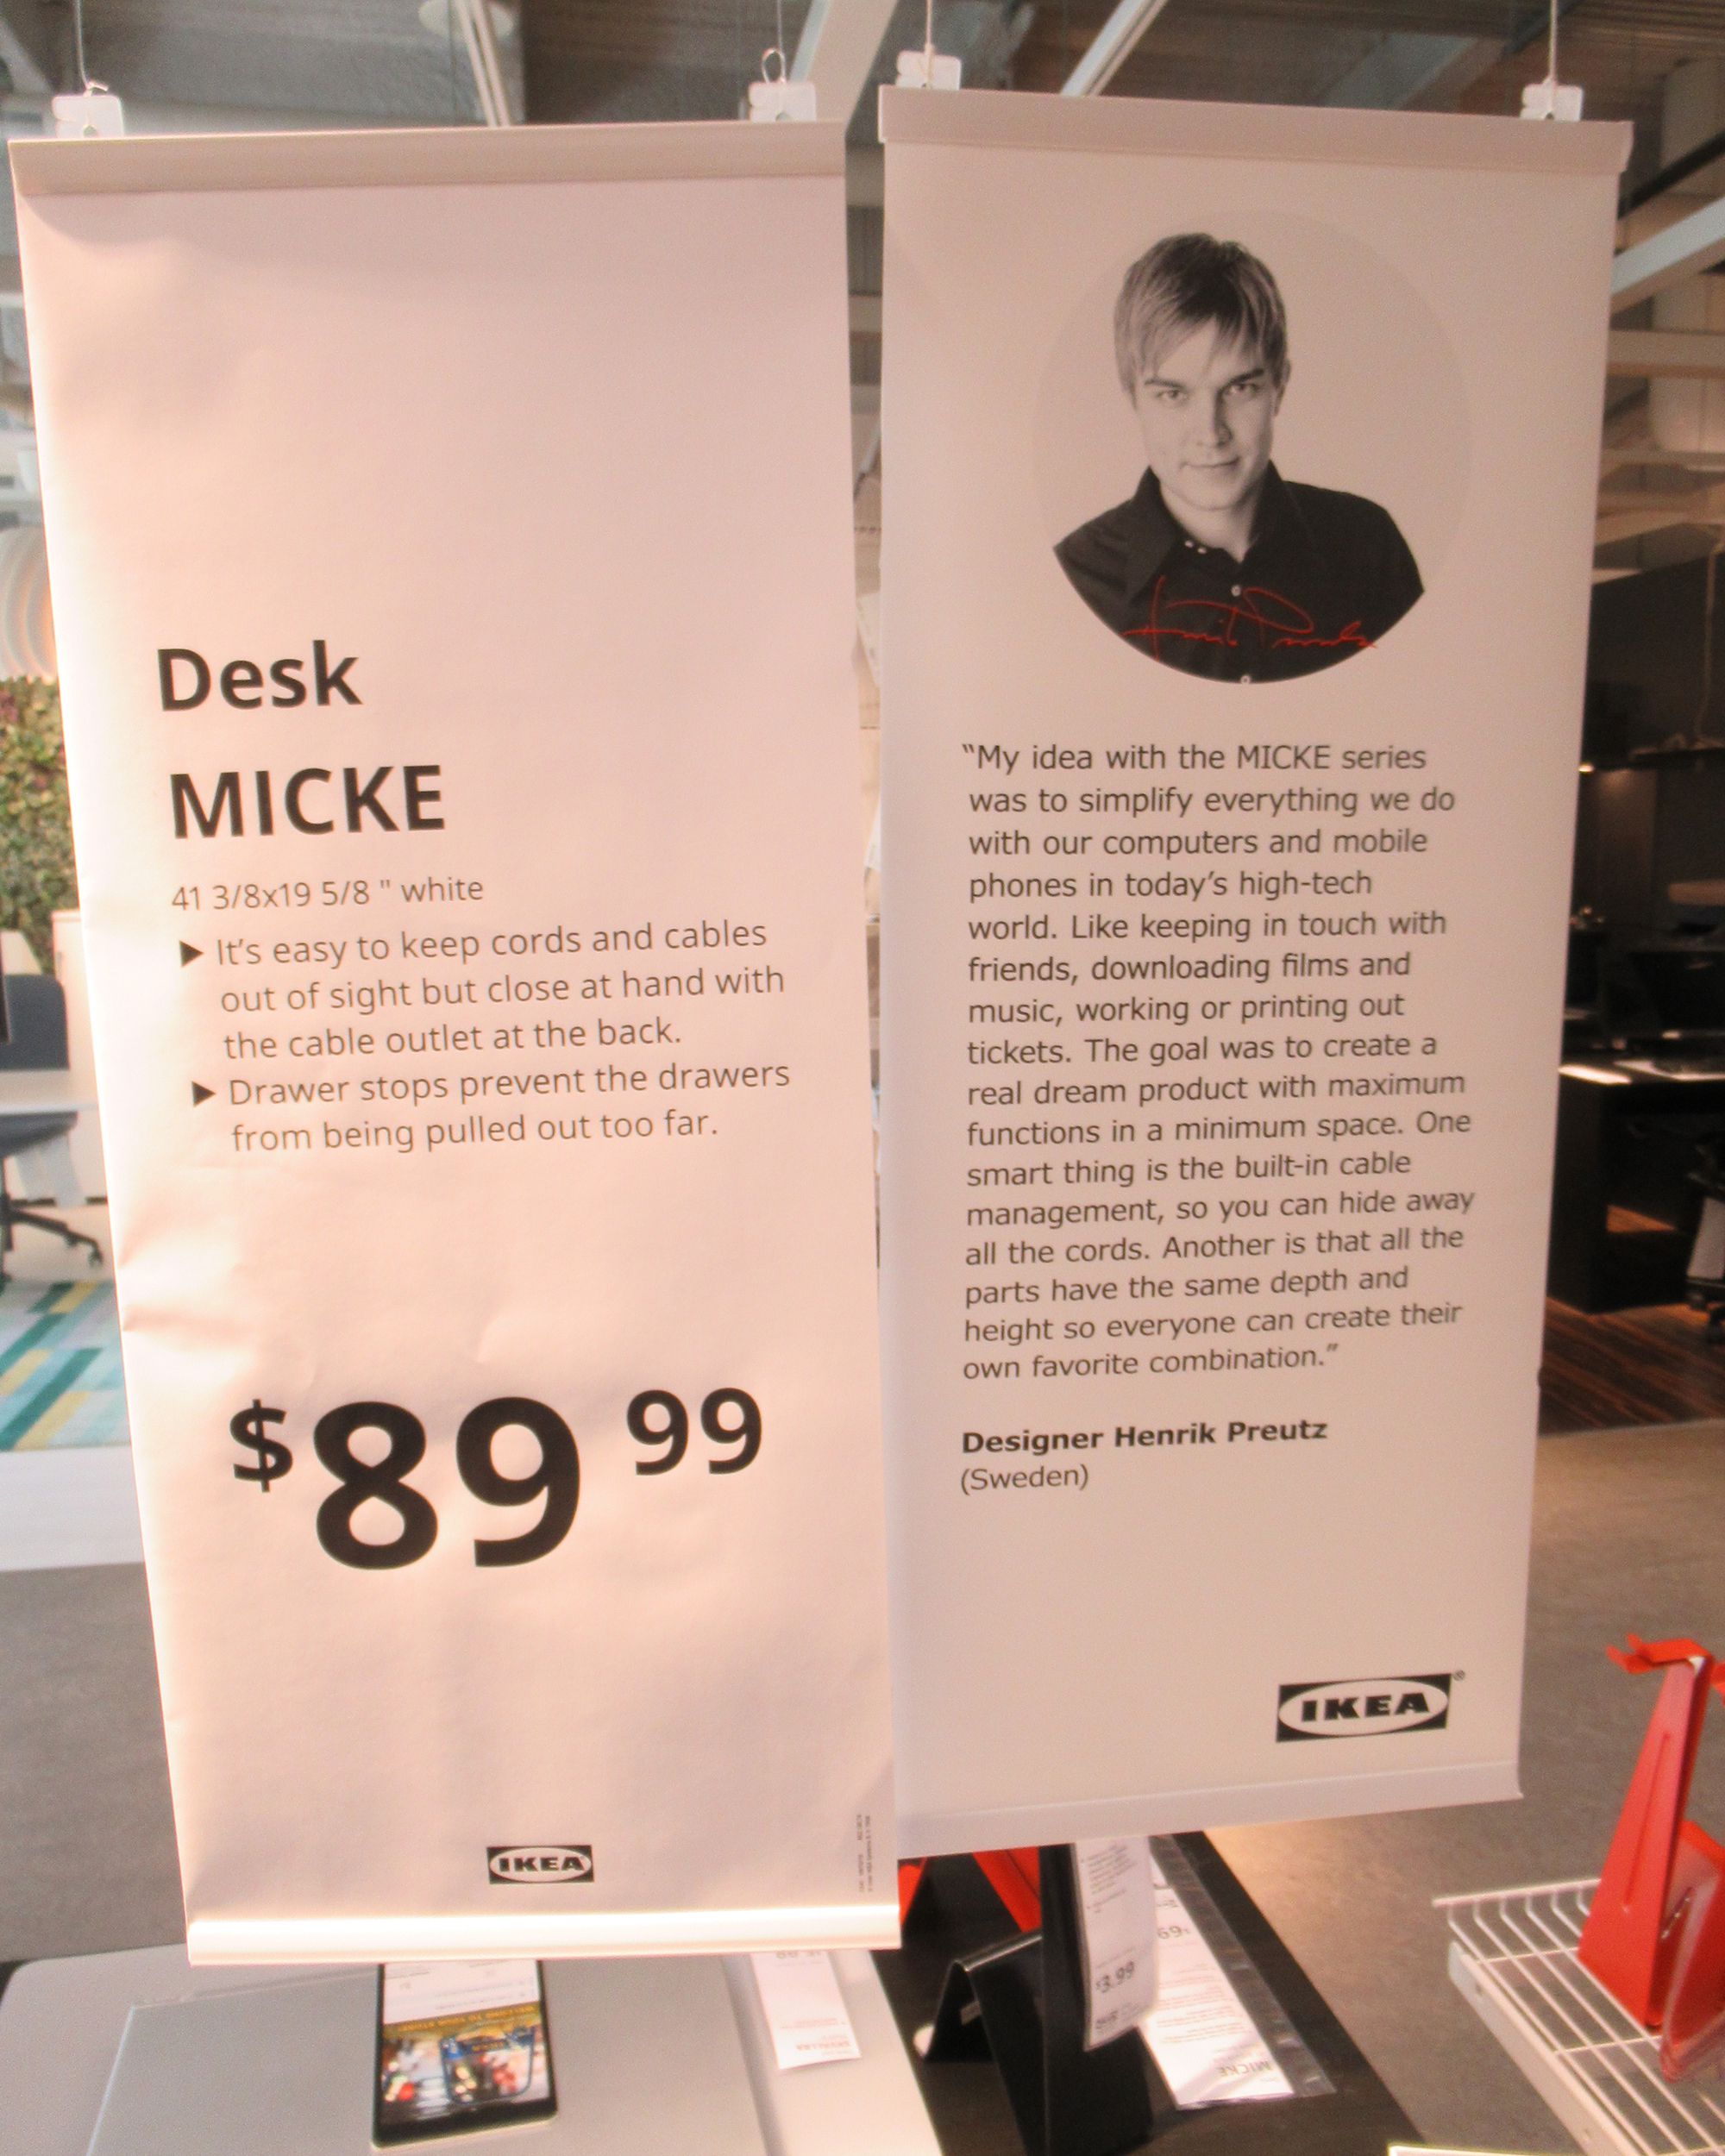 Desk
MICKE
41 3/8x19 5/8 " white
▶ It's easy to keep cords and cables
out of sight but close at hand with
the cable outlet at the back.
▶ Drawer stops prevent the drawers
from being pulled out too far.
$89 99
IKEA
“My idea with the MICKE series
was to simplify everything we do
with our computers and mobile
phones in today’s high-tech
world. Like keeping in touch with
friends, downloading films and
music, working or printing out
tickets. The goal was to create a
real dream product with maximum
functions in a minimum space. One
smart thing is the built-in cable
management, so you can hide away
all the cords. Another is that all the
parts have the same depth and
height so everyone can create their
own favorite combination.”
Designer Henrik Preutz
(Sweden)
IKEA®
$3.99
MICKE